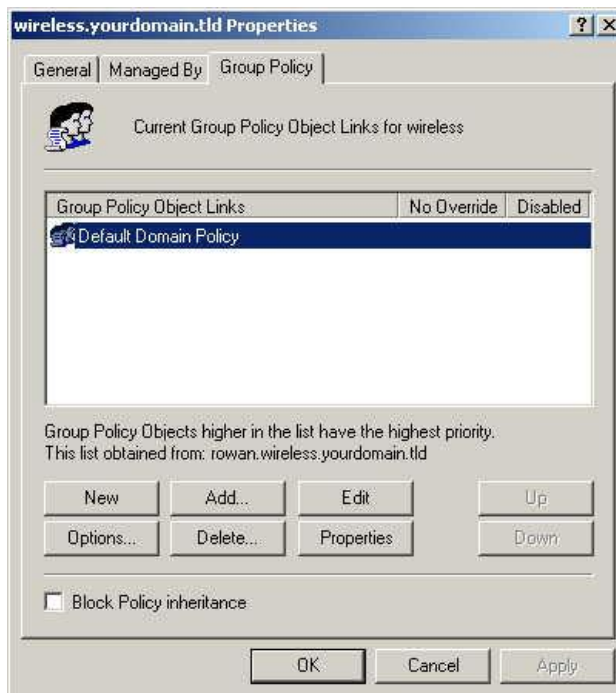 wireless.yourdomain.tld Properties
General Managed By Group Policy
Current Group Policy Object Links for wireless
Group Policy Object Links No Override Disabled
Default Domain Policy
Group Policy Objects higher in the list have the highest priority.
This list obtained from: rowan.wireless.yourdomain.tld
New Add... Edit Up
Options... Delete... Properties Down
Block Policy inheritance
OK Cancel Apply